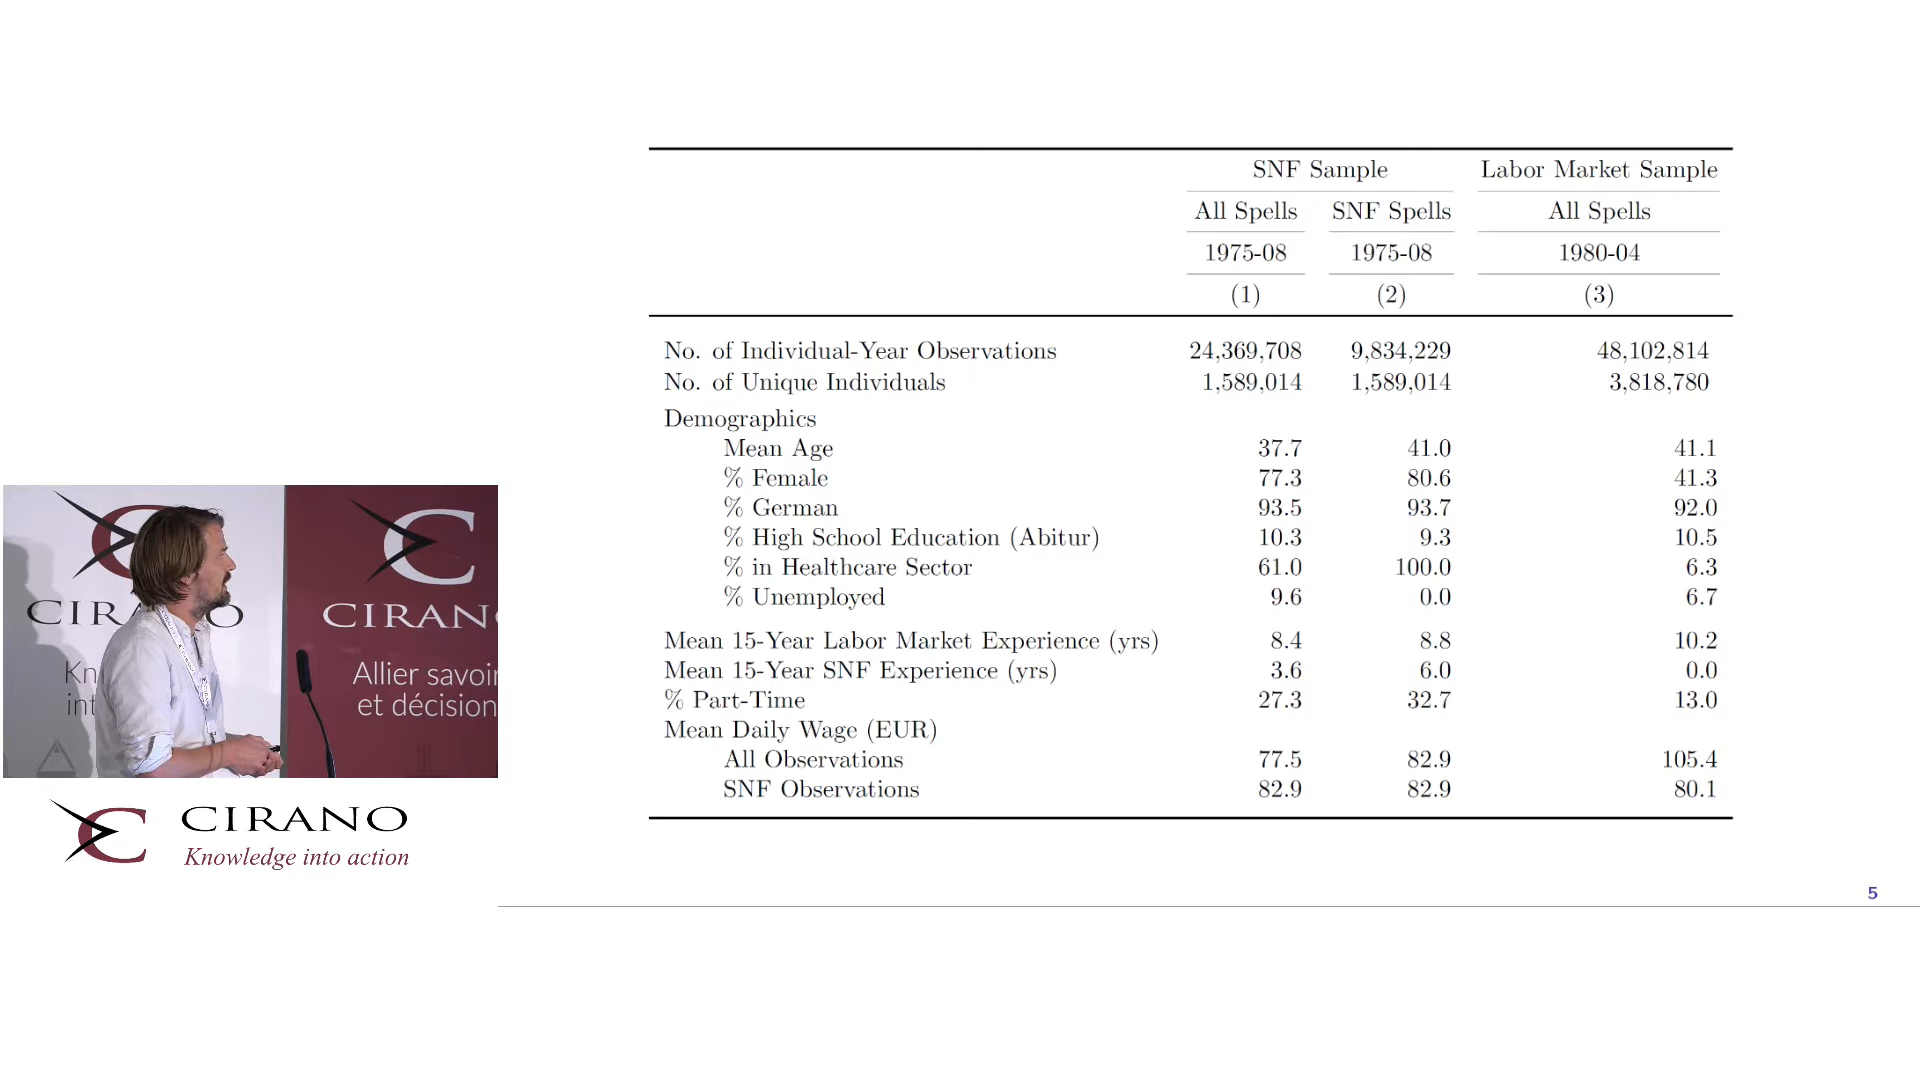 SNF Sample Labor Market Sample
All Spells SNF Spells All Spells
1975-08 1975-08 1980-04
(1) (2) (3)
No. of Individual-Year Observations 24,369,708 9,834,229 48,102,814
No. of Unique Individuals 1,589,014 1,589,014 3,818,780
Demographics
Mean Age 37.7 41.0 41.1
% Female 77.3 80.6 41.3
% German 93.5 93.7 92.0
% High School Education (Abitur) 10.3 9.3 10.5
% in Healthcare Sector 61.0 100.0 6.3
% Unemployed 9.6 0.0 6.7
Mean 15-Year Labor Market Experience (yrs) 8.4 8.8 10.2
Mean 15-Year SNF Experience (yrs) 3.6 6.0 0.0
% Part-Time 27.3 32.7 13.0
Mean Daily Wage (EUR)
All Observations 77.5 82.9 105.4
SNF Observations 82.9 82.9 80.1
5
CIRANO
Allier savoir
et décision
CIRANO
Knowledge into action